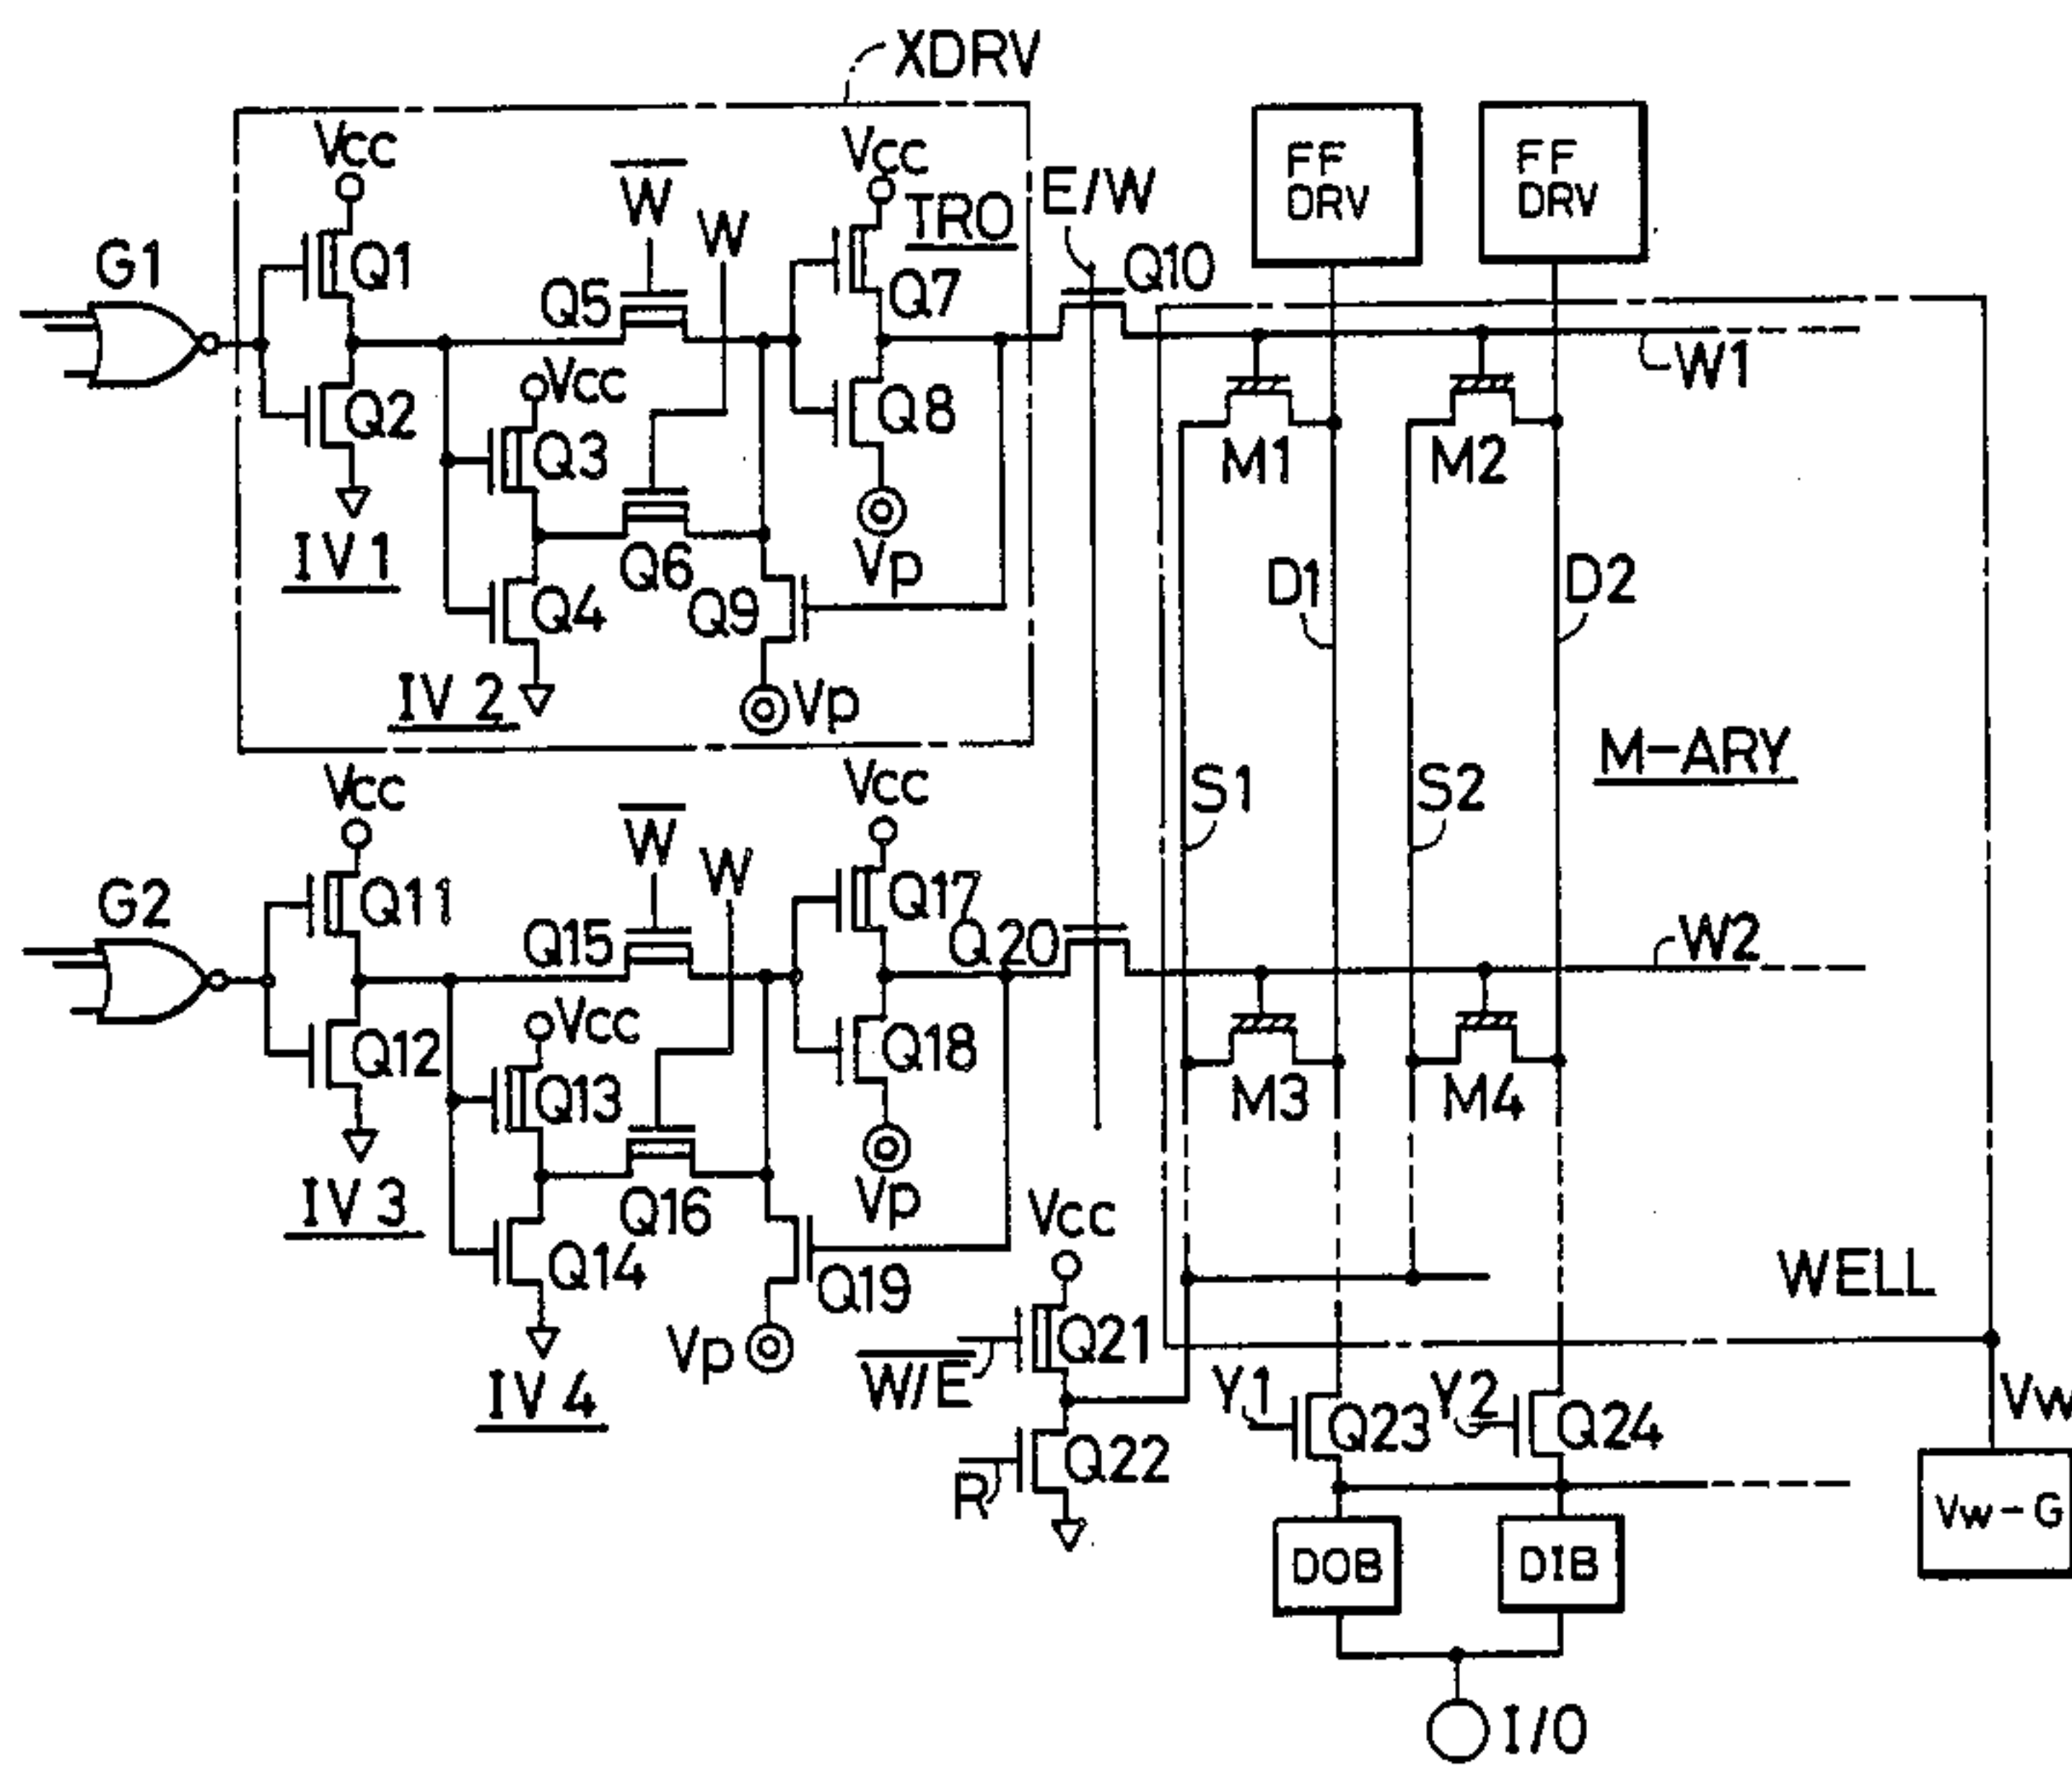 XDRV
Vcc
Vcc
W̅
W
TRO
E/W
FF
DRV
FF
DRV
G1
Q1
Q5
Q7
Q10
W1
Q2
Vcc
Q3
Q8
M1
M2
IV1
Q6
Vp
Q4
Q9
D1
D2
IV2
Vp
M-ARY
Vcc
W̅
W
Vcc
S1
S2
G2
Q11
Q15
Q17
Q20
W2
Q12
Vcc
Q13
Q18
M3
M4
IV3
Q16
Vp
Q14
Q19
Vcc
WELL
IV4
Vp
W̅/̅E̅
Q21
Y1
Q23
Y2
Q24
Vw
R
Q22
DOB
DIB
Vw-G
I/O